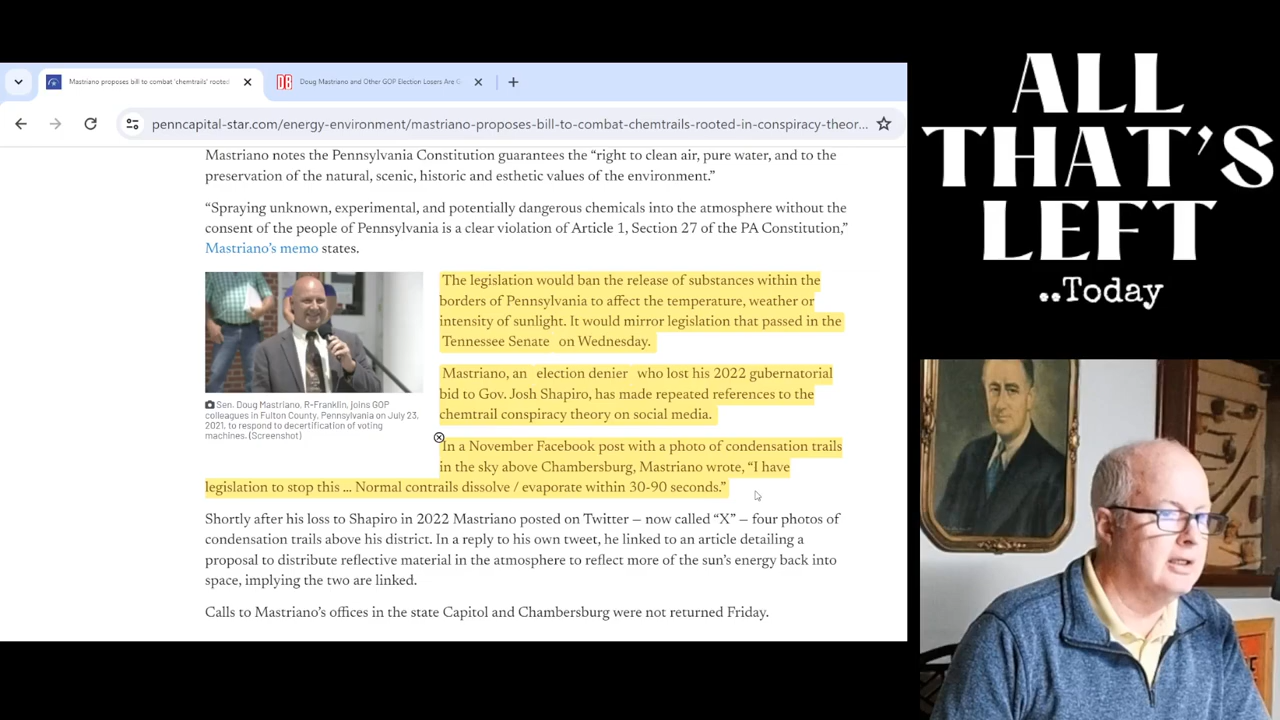 Mastriano proposes bill to combat 'chemtrails' rooted
DB
Doug Mastriano and Other GOP Election Losers Are G
penncapital-star.com/energy-environment/mastriano-proposes-bill-to-combat-chemtrails-rooted-in-conspiracy-theor...
Mastriano notes the Pennsylvania Constitution guarantees the “right to clean air, pure water, and to the
preservation of the natural, scenic, historic and esthetic values of the environment.”
“Spraying unknown, experimental, and potentially dangerous chemicals into the atmosphere without the
consent of the people of Pennsylvania is a clear violation of Article 1, Section 27 of the PA Constitution,”
Mastriano’s memo states.
Sen. Doug Mastriano, R-Franklin, joins GOP
colleagues in Fulton County, Pennsylvania on July 23,
2021, to respond to decertification of voting
machines. (Screenshot)
The legislation would ban the release of substances within the
borders of Pennsylvania to affect the temperature, weather or
intensity of sunlight. It would mirror legislation that passed in the
Tennessee Senate on Wednesday.
Mastriano, an election denier who lost his 2022 gubernatorial
bid to Gov. Josh Shapiro, has made repeated references to the
chemtrail conspiracy theory on social media.
In a November Facebook post with a photo of condensation trails
in the sky above Chambersburg, Mastriano wrote, “I have
legislation to stop this … Normal contrails dissolve / evaporate within 30-90 seconds.”
Shortly after his loss to Shapiro in 2022 Mastriano posted on Twitter — now called “X” — four photos of
condensation trails above his district. In a reply to his own tweet, he linked to an article detailing a
proposal to distribute reflective material in the atmosphere to reflect more of the sun’s energy back into
space, implying the two are linked.
Calls to Mastriano’s offices in the state Capitol and Chambersburg were not returned Friday.
ALL
THAT’S
LEFT
..Today